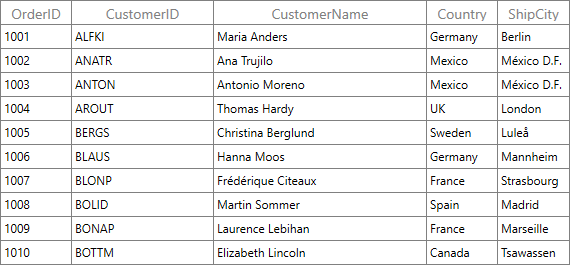 OrderID CustomerID CustomerName Country ShipCity
1001 ALFKI Maria Anders Germany Berlin
1002 ANATR Ana Trujilo Mexico México D.F.
1003 ANTON Antonio Moreno Mexico México D.F.
1004 AROUT Thomas Hardy UK London
1005 BERGS Christina Berglund Sweden Luleå
1006 BLAUS Hanna Moos Germany Mannheim
1007 BLONP Frédérique Citeaux France Strasbourg
1008 BOLID Martin Sommer Spain Madrid
1009 BONAP Laurence Lebihan France Marseille
1010 BOTTM Elizabeth Lincoln Canada Tsawassen